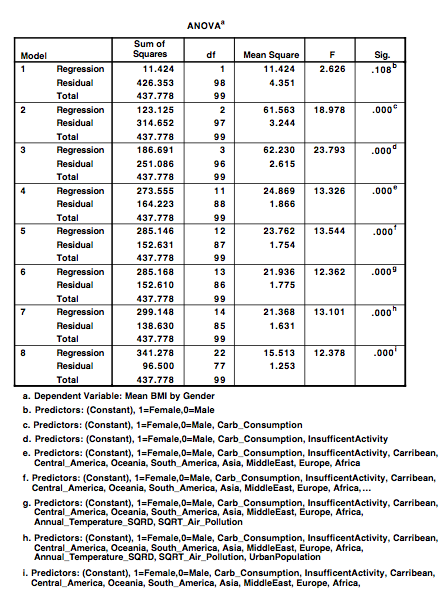 ANOVAa
Model Sum of Squares df Mean Square F Sig.
1 Regression 11.424 1 11.424 2.626 .108b
Residual 426.353 98 4.351
Total 437.778 99
2 Regression 123.125 2 61.563 18.978 .000c
Residual 314.652 97 3.244
Total 437.778 99
3 Regression 186.691 3 62.230 23.793 .000d
Residual 251.086 96 2.615
Total 437.778 99
4 Regression 273.555 11 24.869 13.326 .000e
Residual 164.223 88 1.866
Total 437.778 99
5 Regression 285.146 12 23.762 13.544 .000f
Residual 152.631 87 1.754
Total 437.778 99
6 Regression 285.168 13 21.936 12.362 .000g
Residual 152.610 86 1.775
Total 437.778 99
7 Regression 299.148 14 21.368 13.101 .000h
Residual 138.630 85 1.631
Total 437.778 99
8 Regression 341.278 22 15.513 12.378 .000i
Residual 96.500 77 1.253
Total 437.778 99
a. Dependent Variable: Mean BMI by Gender
b. Predictors: (Constant), 1=Female,0=Male
c. Predictors: (Constant), 1=Female,0=Male, Carb_Consumption
d. Predictors: (Constant), 1=Female,0=Male, Carb_Consumption, InsufficentActivity
e. Predictors: (Constant), 1=Female,0=Male, Carb_Consumption, InsufficentActivity, Carribean,
Central_America, Oceania, South_America, Asia, MiddleEast, Europe, Africa
f. Predictors: (Constant), 1=Female,0=Male, Carb_Consumption, InsufficentActivity, Carribean,
Central_America, Oceania, South_America, Asia, MiddleEast, Europe, Africa,...
g. Predictors: (Constant), 1=Female,0=Male, Carb_Consumption, InsufficentActivity, Carribean,
Central_America, Oceania, South_America, Asia, MiddleEast, Europe, Africa,
Annual_Temperature_SQRD, SQRT_Air_Pollution
h. Predictors: (Constant), 1=Female,0=Male, Carb_Consumption, InsufficentActivity, Carribean,
Central_America, Oceania, South_America, Asia, MiddleEast, Europe, Africa,
Annual_Temperature_SQRD, SQRT_Air_Pollution, UrbanPopulation
i. Predictors: (Constant), 1=Female,0=Male, Carb_Consumption, InsufficentActivity, Carribean,
Central_America, Oceania, South_America, Asia, MiddleEast, Europe, Africa,